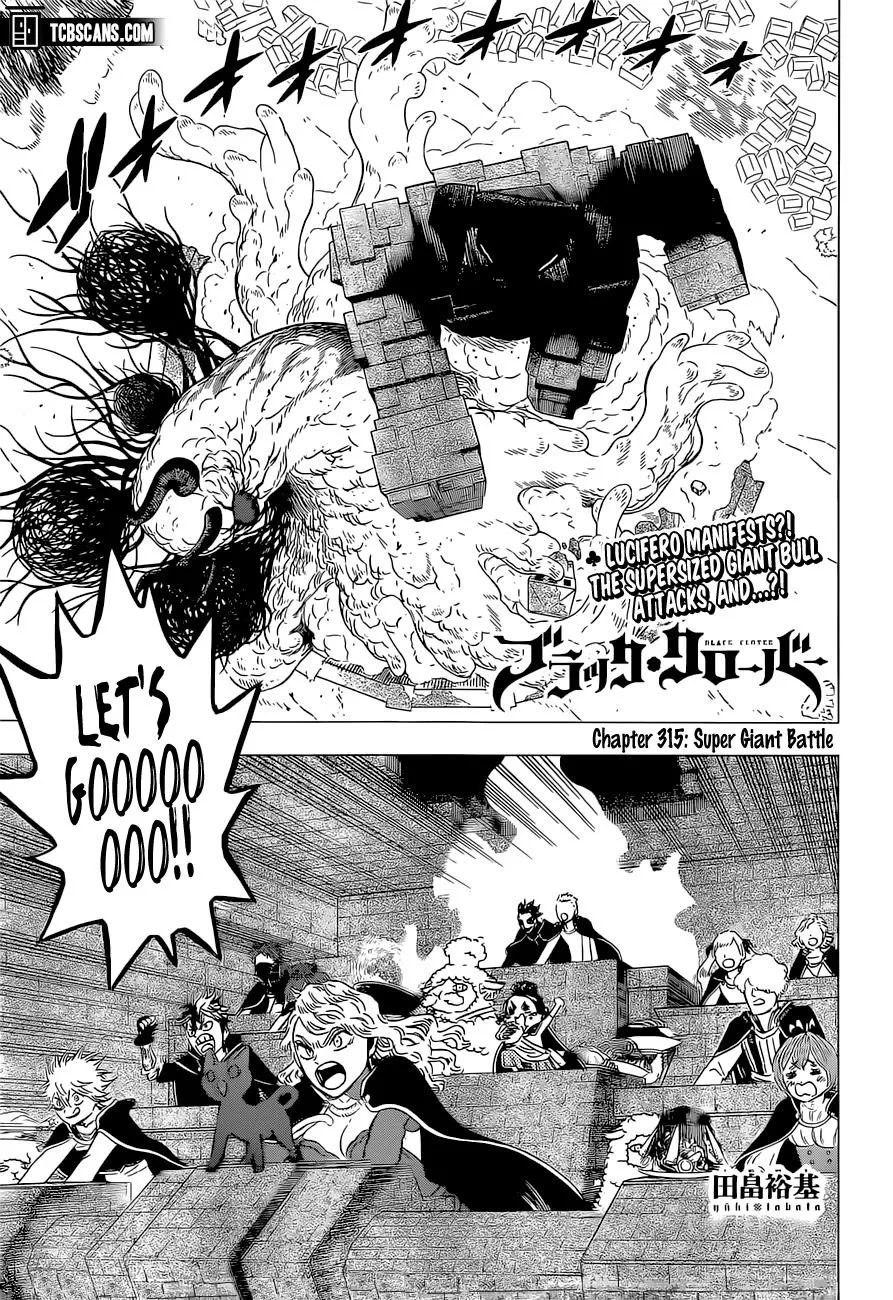 TCBSCANS.COM
♣ LUCIFERO MANIFESTS?!
THE SUPERSIZED GIANT BULL
ATTACKS, AND...?!
BLACK CLOVER
ブラック・クローバー
Chapter 315: Super Giant Battle
LET'S
GOOOOO
OOO!!
田畠裕基
yūki tabata